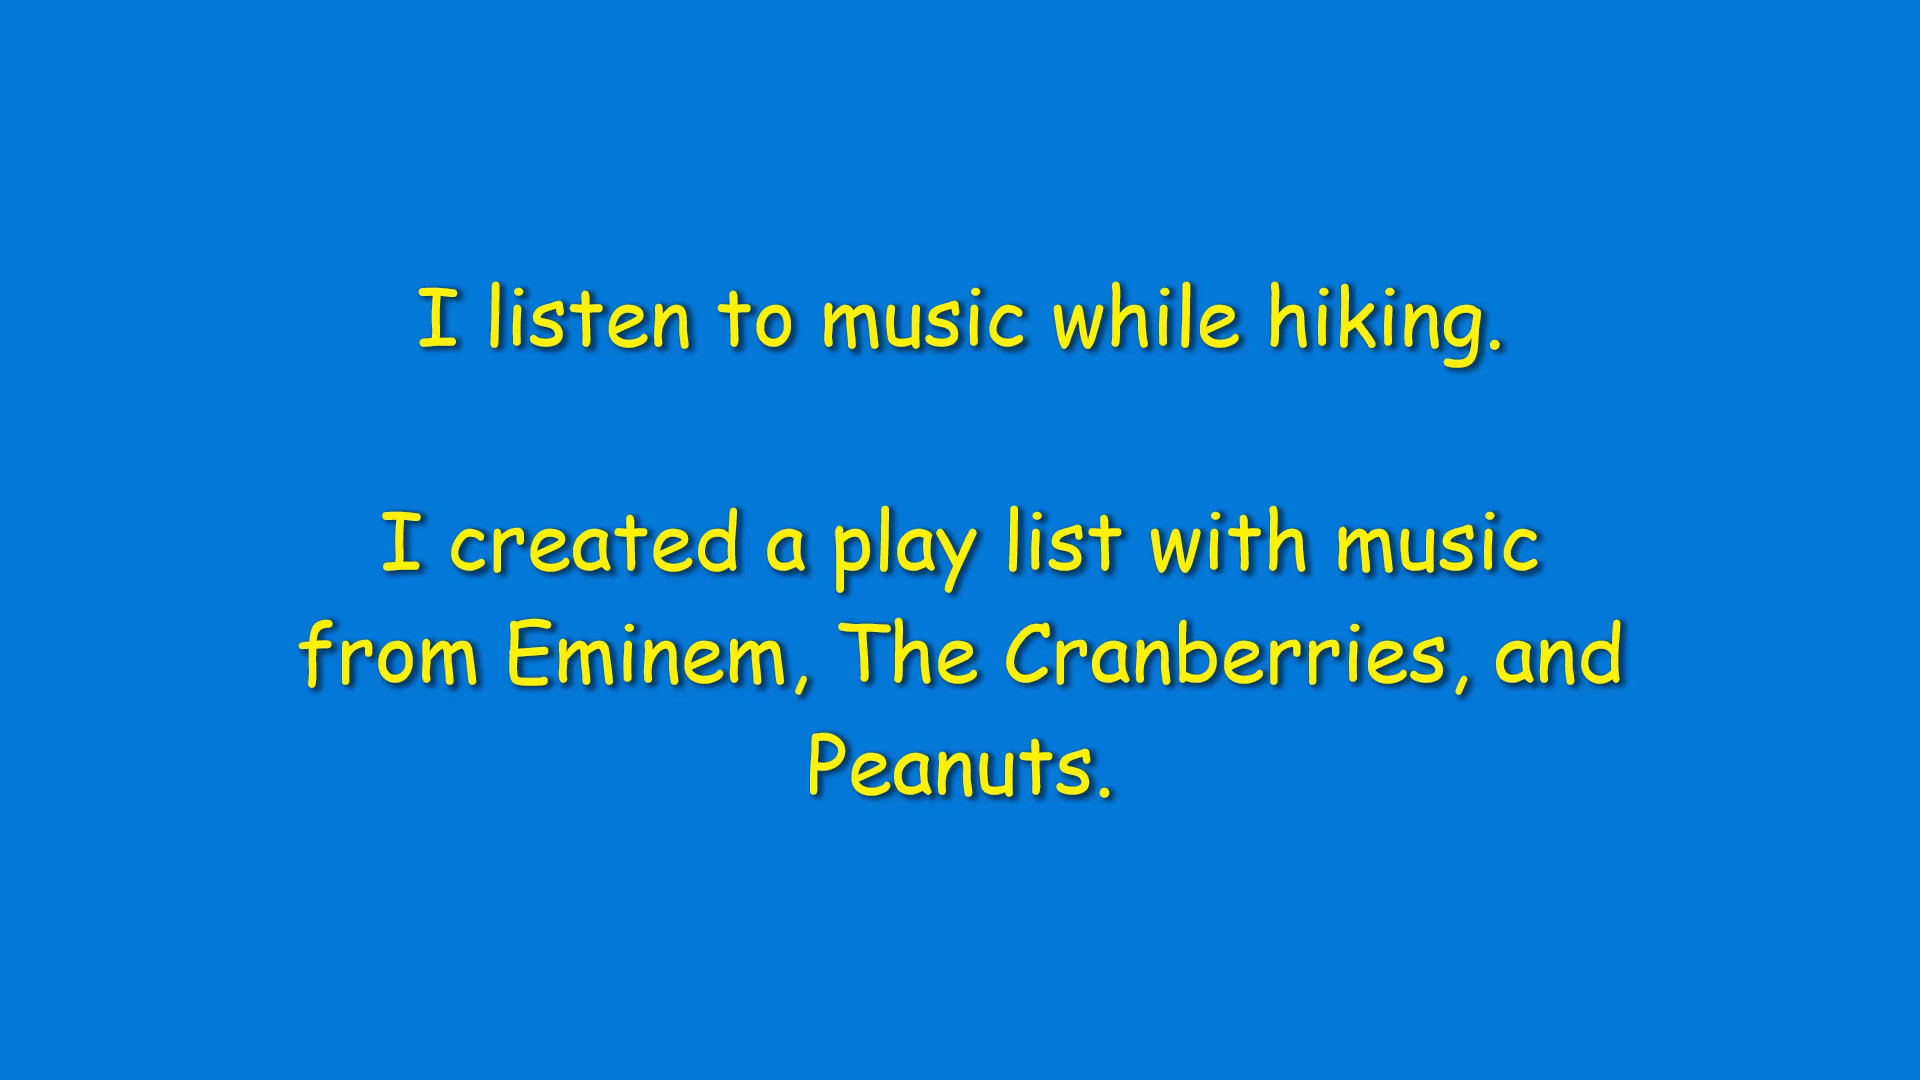 I listen to music while hiking.
I created a play list with music
from Eminem, The Cranberries, and
Peanuts.